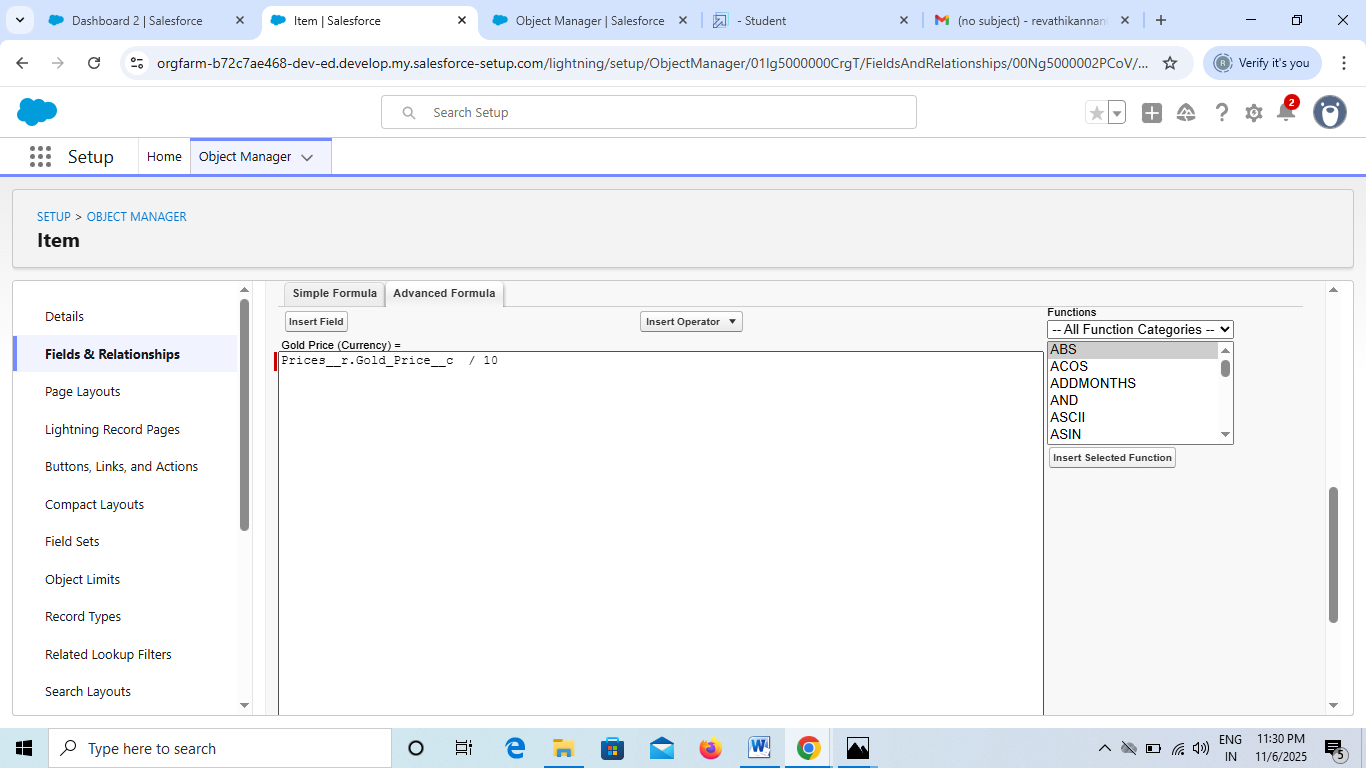 Dashboard 2 | Salesforce
Item | Salesforce
Object Manager | Salesforce
- Student
(no subject) - revathikannan
orgfarm-b72c7ae468-dev-ed.develop.my.salesforce-setup.com/lightning/setup/ObjectManager/01Ig5000000CrgT/FieldsAndRelationships/00Ng5000002PCoV/...
R
Verify it's you
Search Setup
2
Setup
Home
Object Manager
SETUP > OBJECT MANAGER
Item
Details
Fields & Relationships
Page Layouts
Lightning Record Pages
Buttons, Links, and Actions
Compact Layouts
Field Sets
Object Limits
Record Types
Related Lookup Filters
Search Layouts
Simple Formula
Advanced Formula
Insert Field
Insert Operator
Gold Price (Currency) =
Prices__r.Gold_Price__c / 10
Functions
-- All Function Categories --
ABS
ACOS
ADDMONTHS
AND
ASCII
ASIN
Insert Selected Function
Type here to search
ENG
IN
11:30 PM
11/6/2025
5